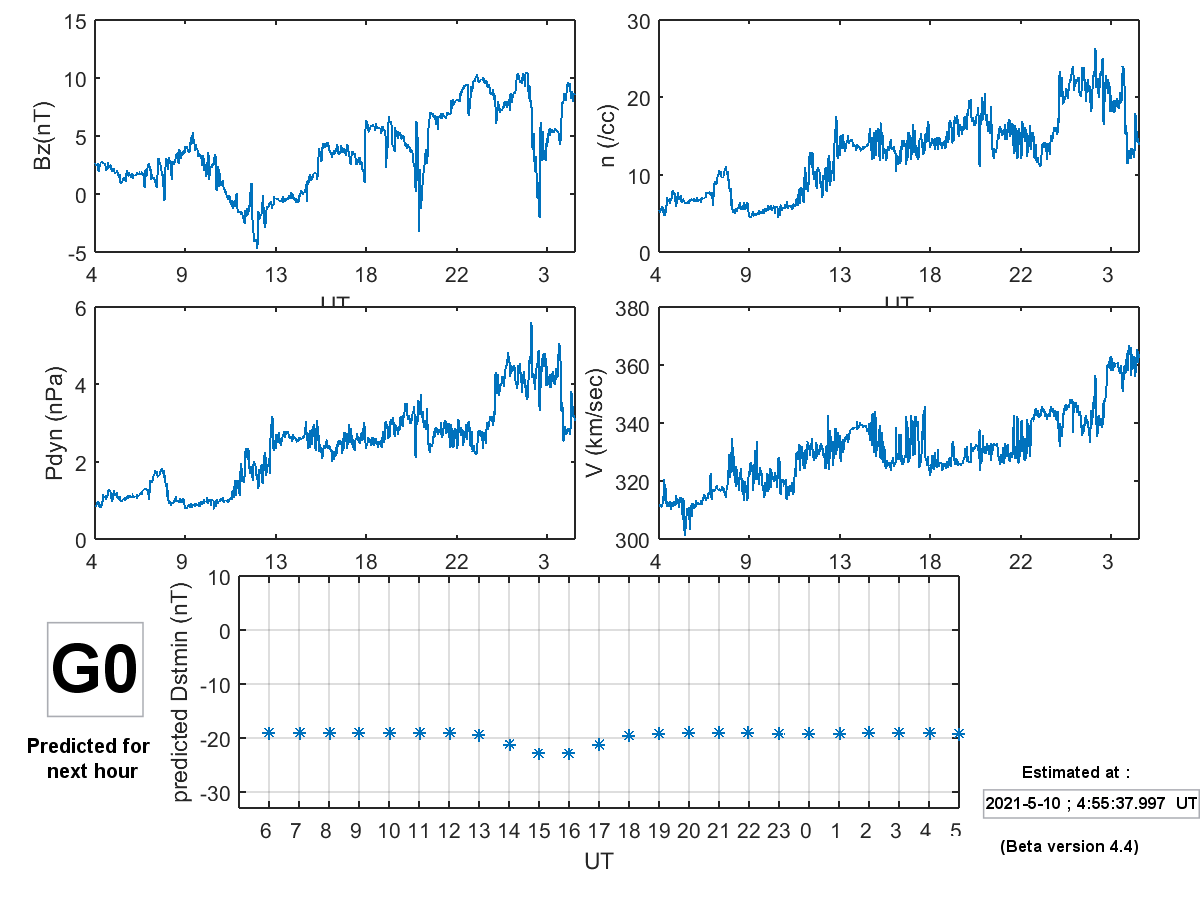 Bz(nT)
15
10
5
0
-5
4 9 13 18 22 3
UT
n (/cc)
30
20
10
0
4 9 13 18 22 3
UT
Pdyn (nPa)
6
4
2
0
4 9 13 18 22 3
V (km/sec)
380
360
340
320
300
4 9 13 18 22 3
G0
Predicted for
next hour
predicted Dstmin (nT)
10
0
-10
-20
-30
6 7 8 9 10 11 12 13 14 15 16 17 18 19 20 21 22 23 0 1 2 3 4 5
UT
Estimated at :
2021-5-10 ; 4:55:37.997 UT
(Beta version 4.4)